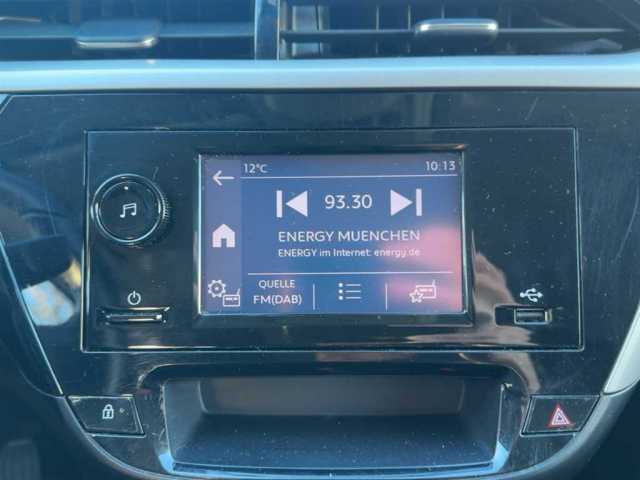 12°C 10:13
93.30
ENERGY MUENCHEN
ENERGY im Internet: energy.de
QUELLE
FM(DAB)